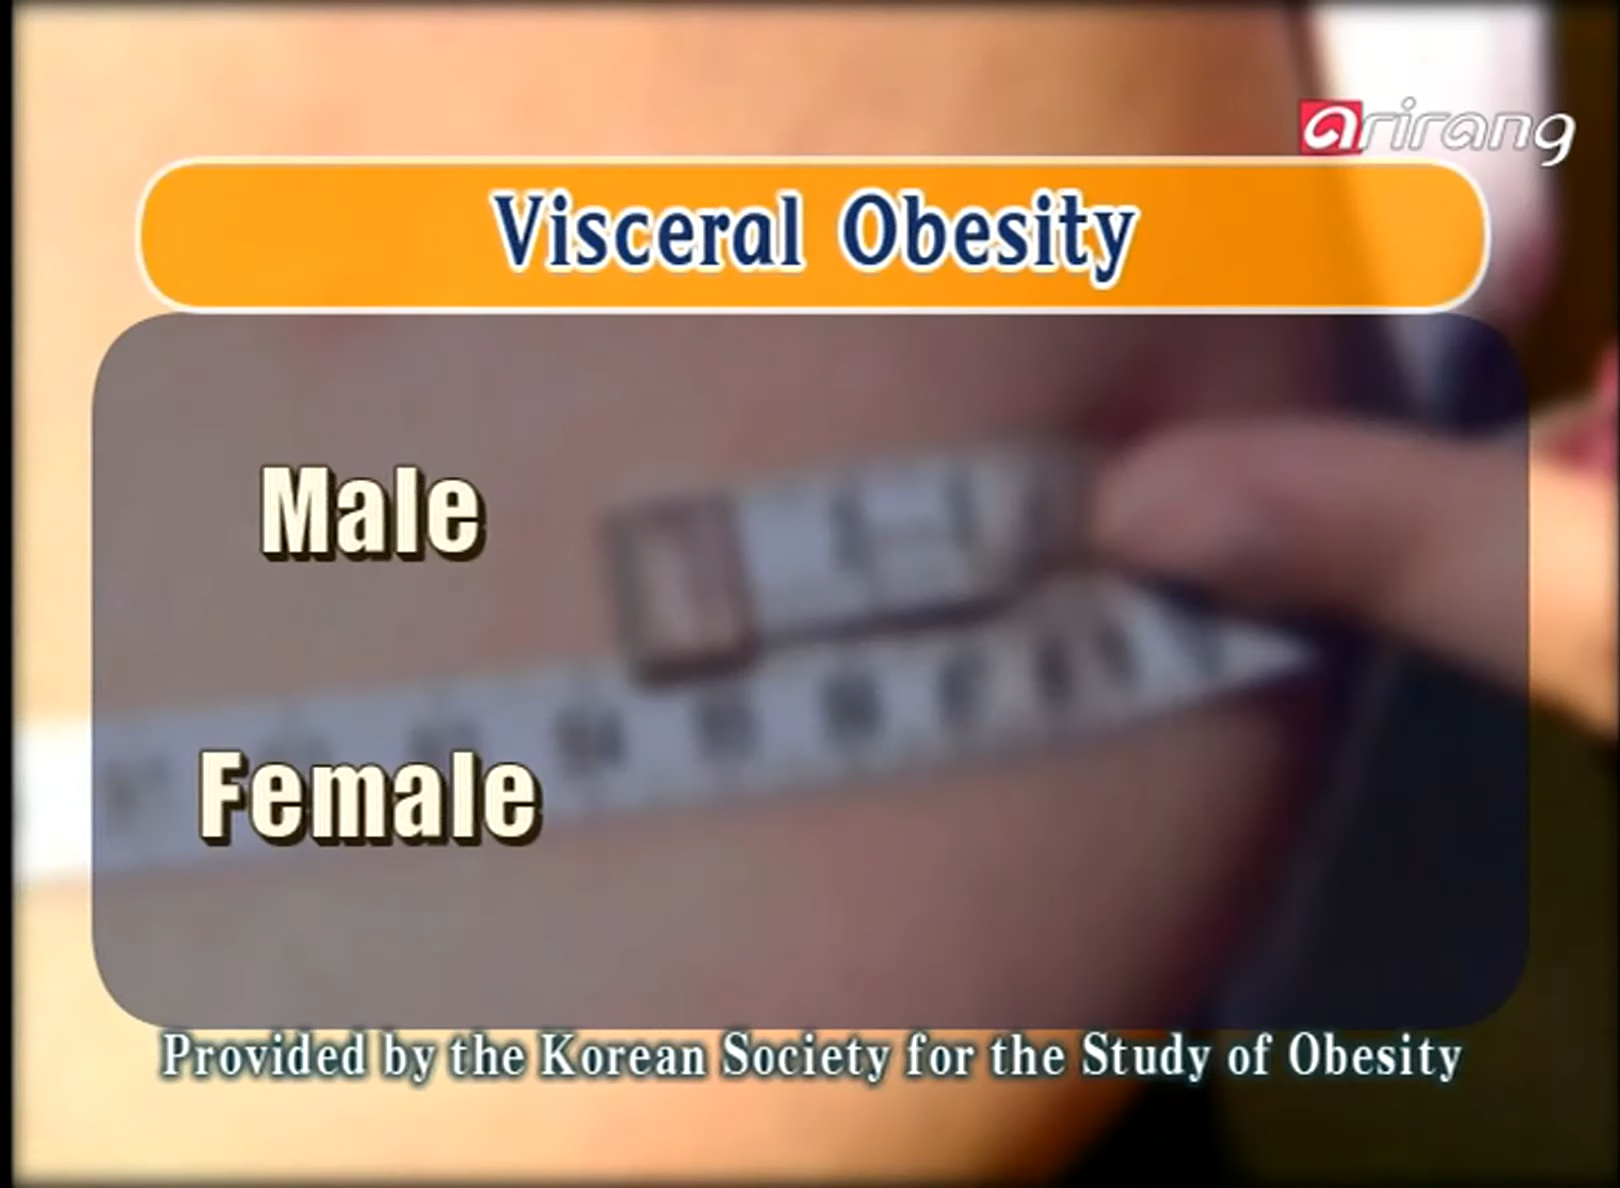 arirang
Visceral Obesity
Male
Female
Provided by the Korean Society for the Study of Obesity